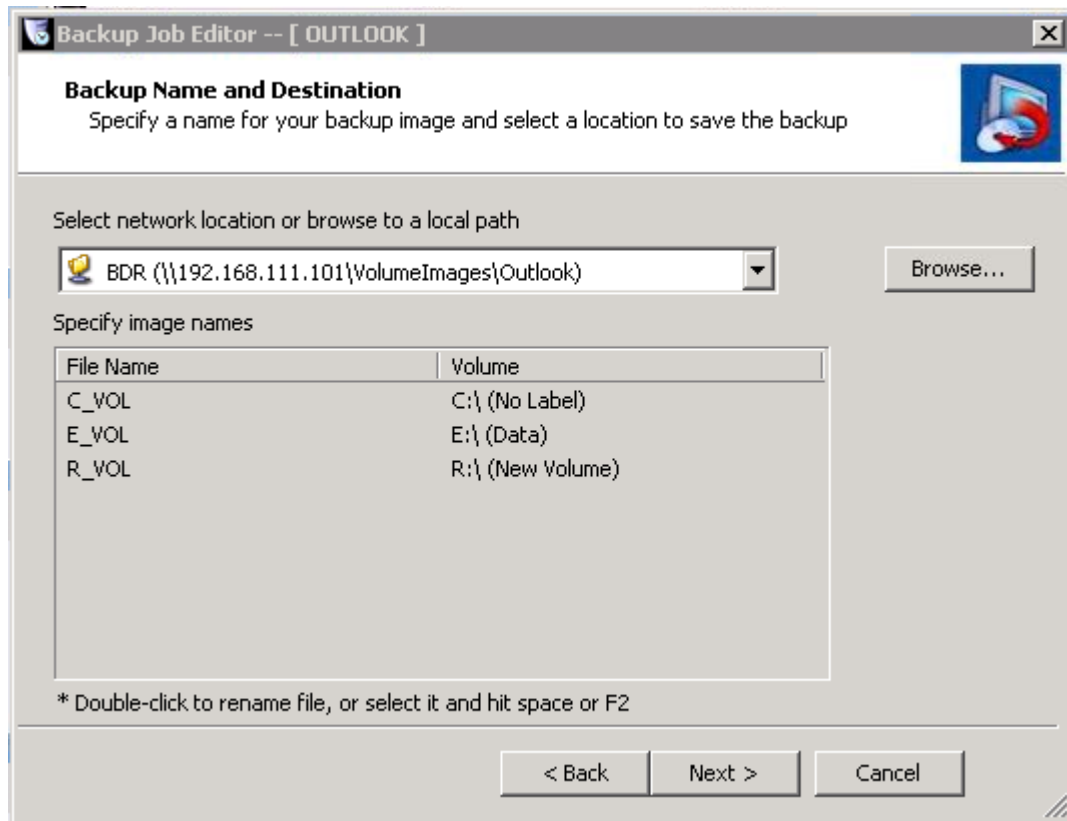 Backup Job Editor -- [ OUTLOOK ]
Backup Name and Destination
Specify a name for your backup image and select a location to save the backup
Select network location or browse to a local path
BDR (\\192.168.111.101\VolumeImages\Outlook)
Browse...
Specify image names
File Name Volume
C_VOL C:\ (No Label)
E_VOL E:\ (Data)
R_VOL R:\ (New Volume)
* Double-click to rename file, or select it and hit space or F2
< Back Next > Cancel